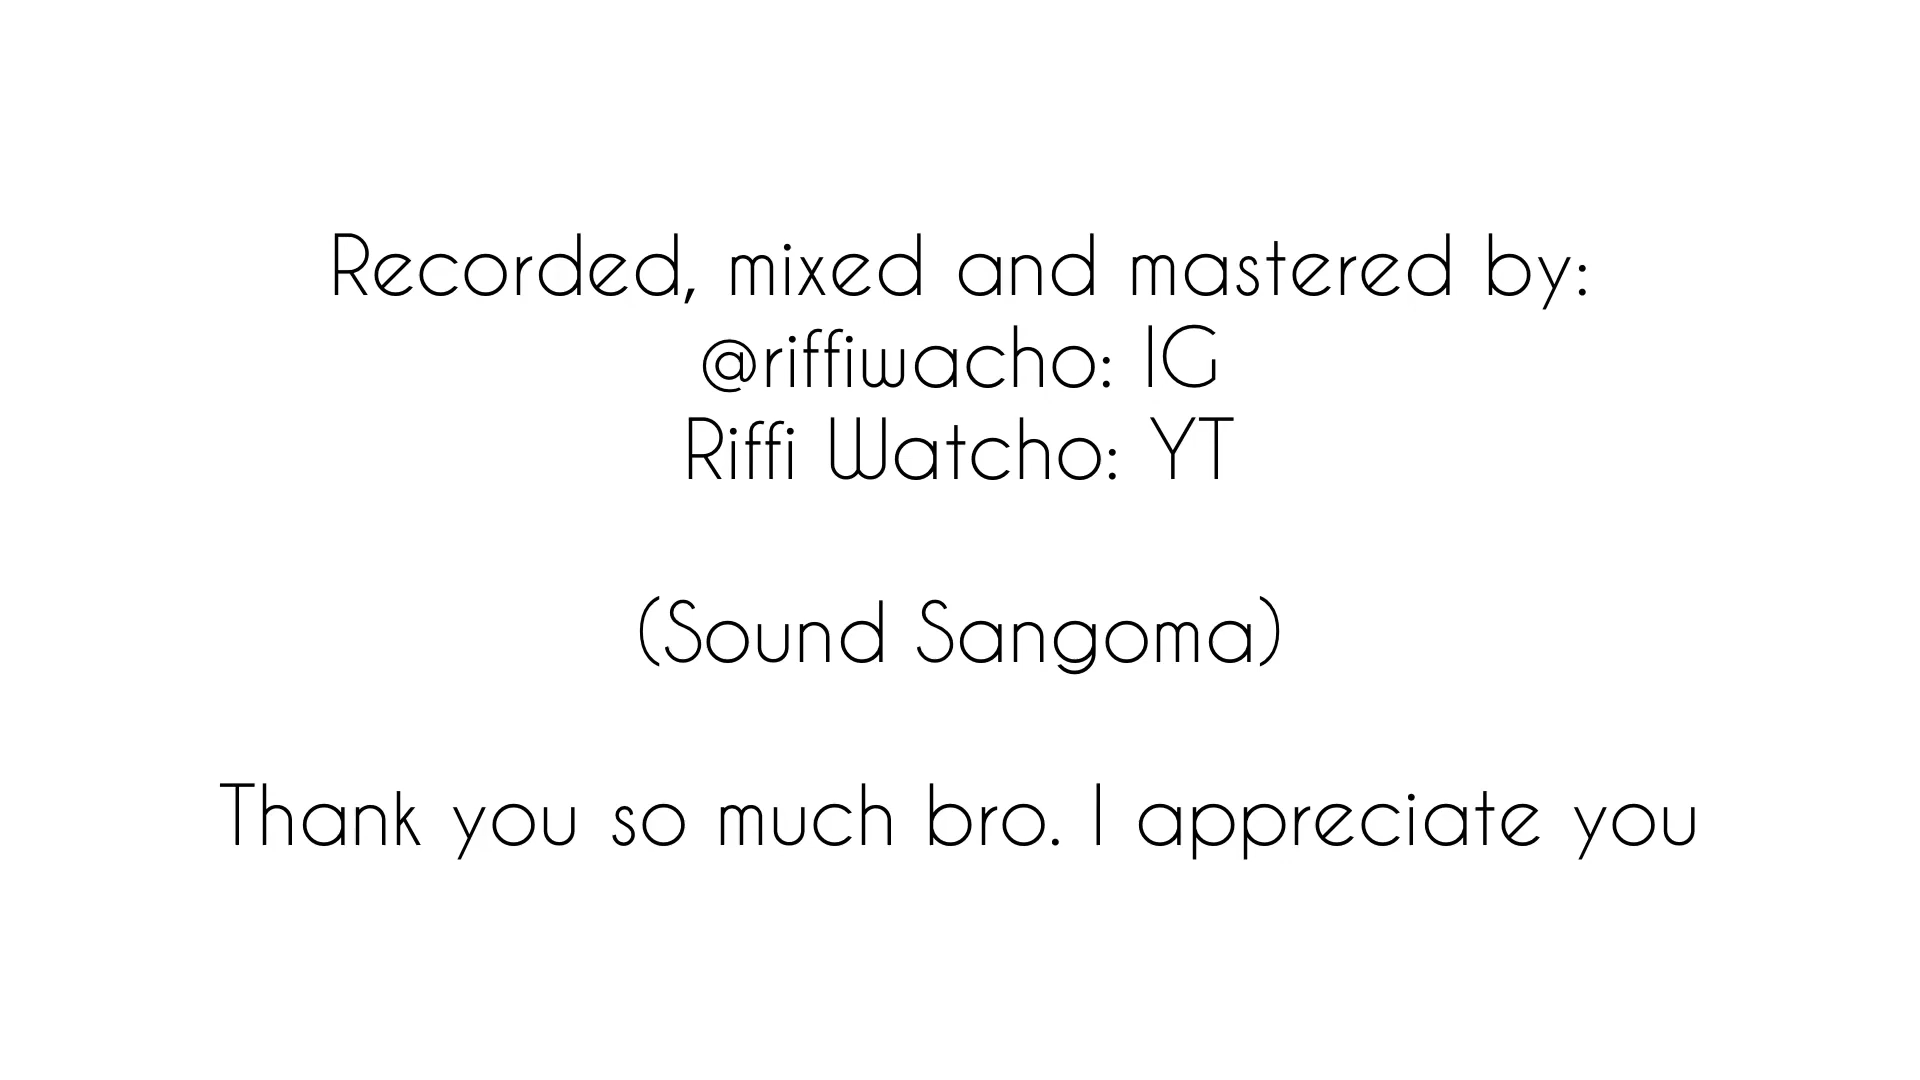 Recorded, mixed and mastered by:
@riffiwacho: IG
Riffi Watcho: YT
(Sound Sangoma)
Thank you so much bro. I appreciate you